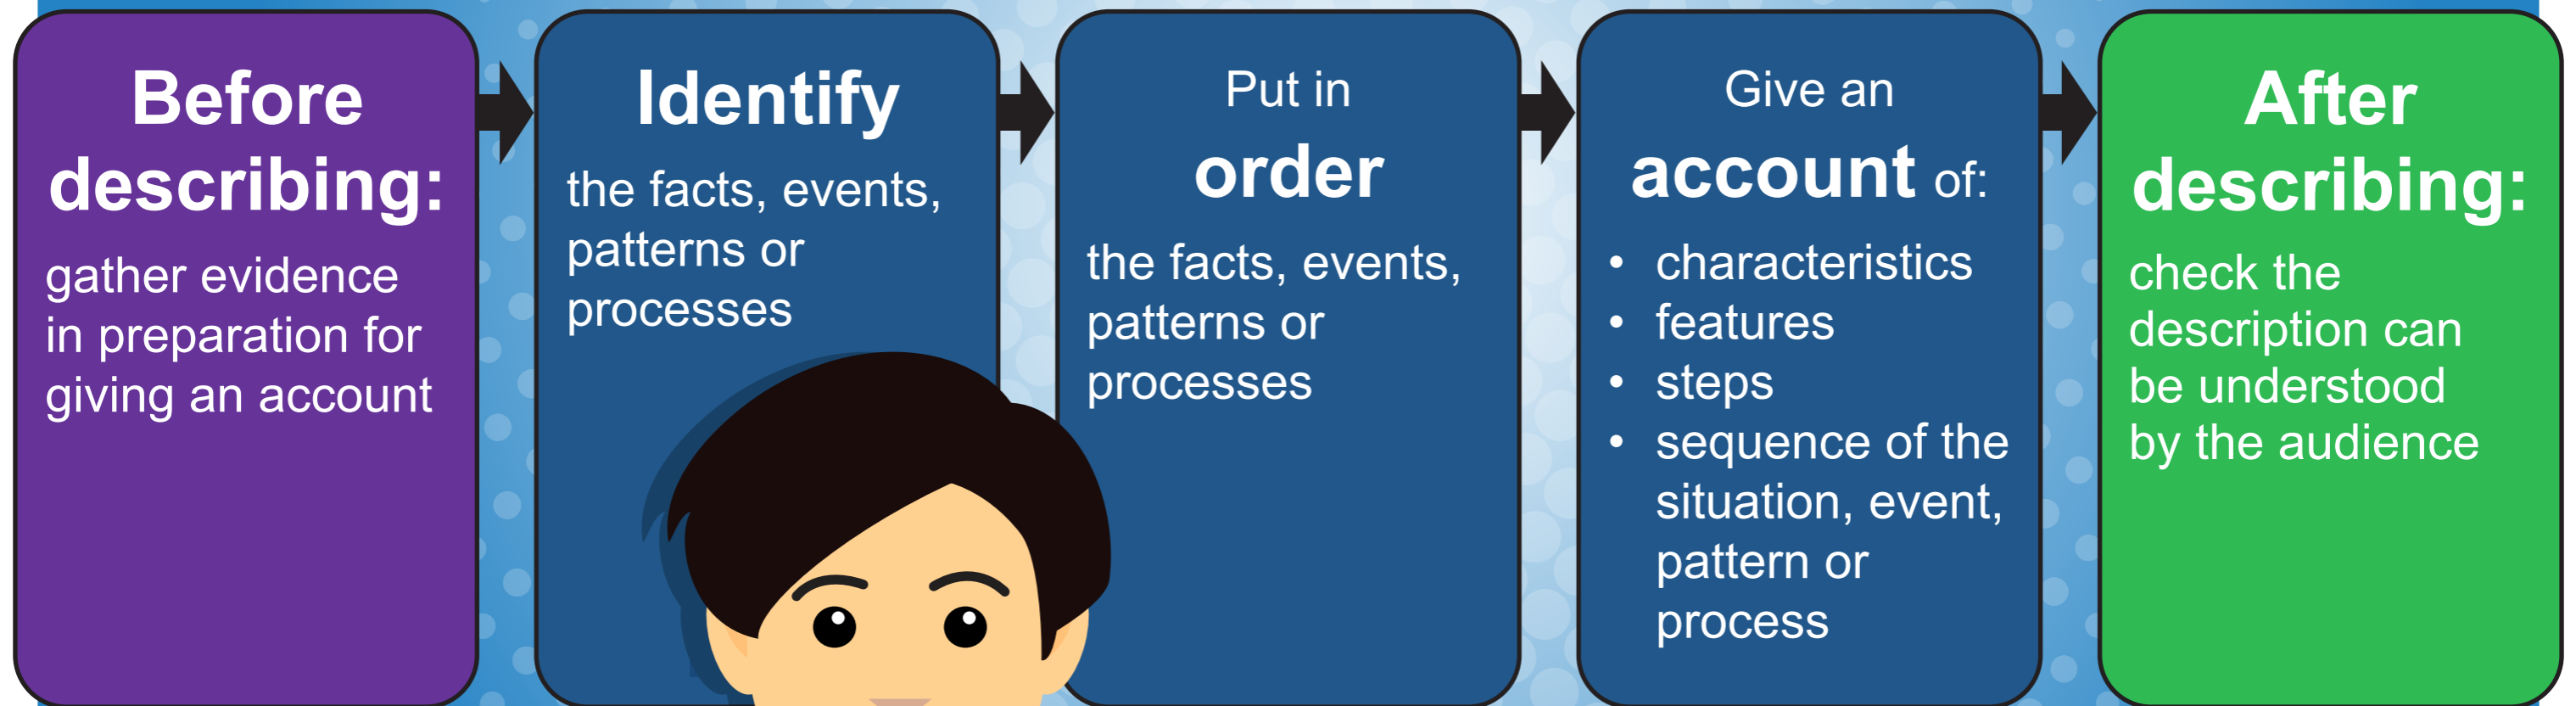 Before
describing:
gather evidence
in preparation for
giving an account
Identify
the facts, events,
patterns or
processes
Put in
order
the facts, events,
patterns or
processes
Give an
account of:
• characteristics
• features
• steps
• sequence of the
situation, event,
pattern or
process
After
describing:
check the
description can
be understood
by the audience